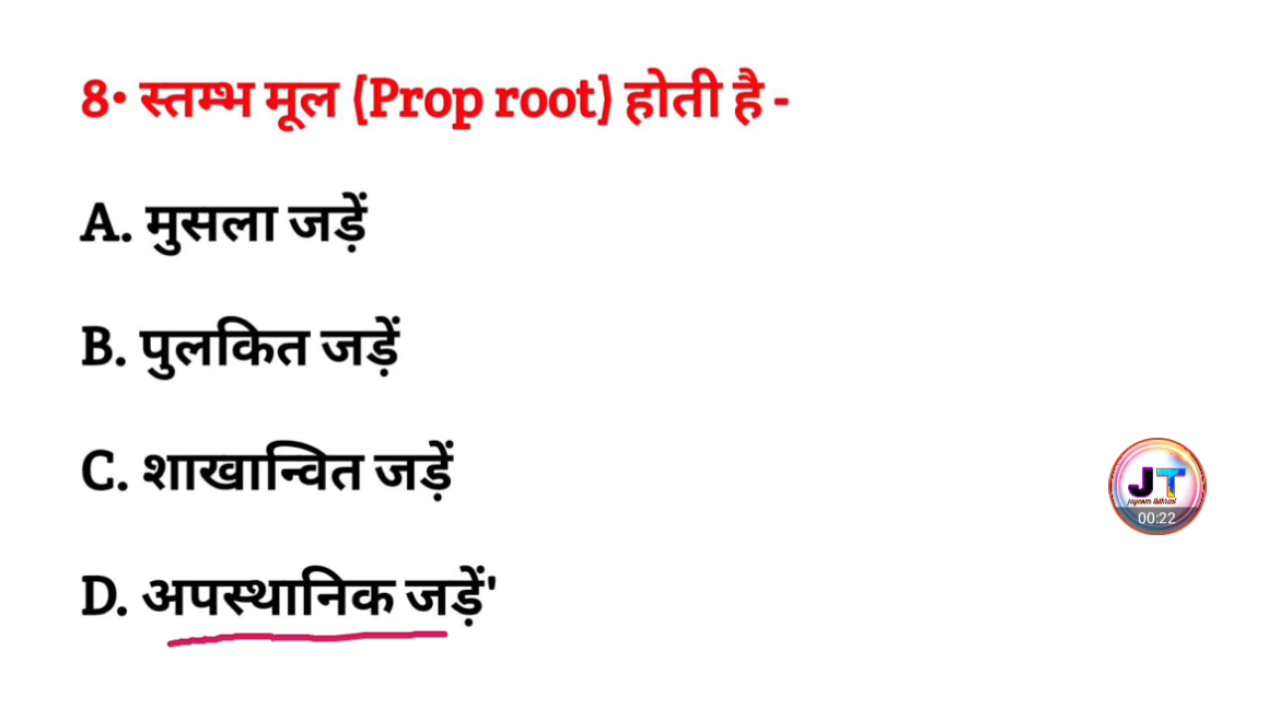 8• स्तम्भ मूल (Prop root) होती है -
A. मुसला जड़ें
B. पुलकित जड़ें
C. शाखान्वित जड़ें
D. अपस्थानिक जड़ें'
JT
00:22